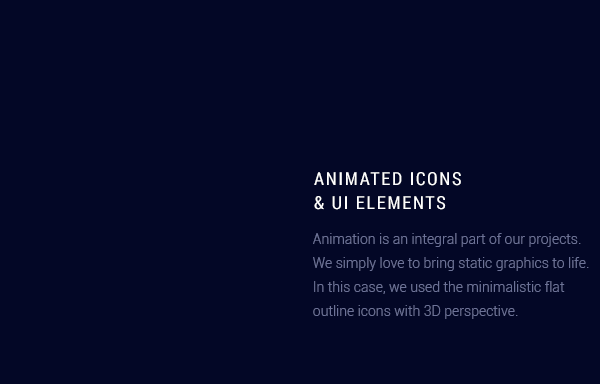 ANIMATED ICONS
& UI ELEMENTS
Animation is an integral part of our projects.
We simply love to bring static graphics to life.
In this case, we used the minimalistic flat
outline icons with 3D perspective.